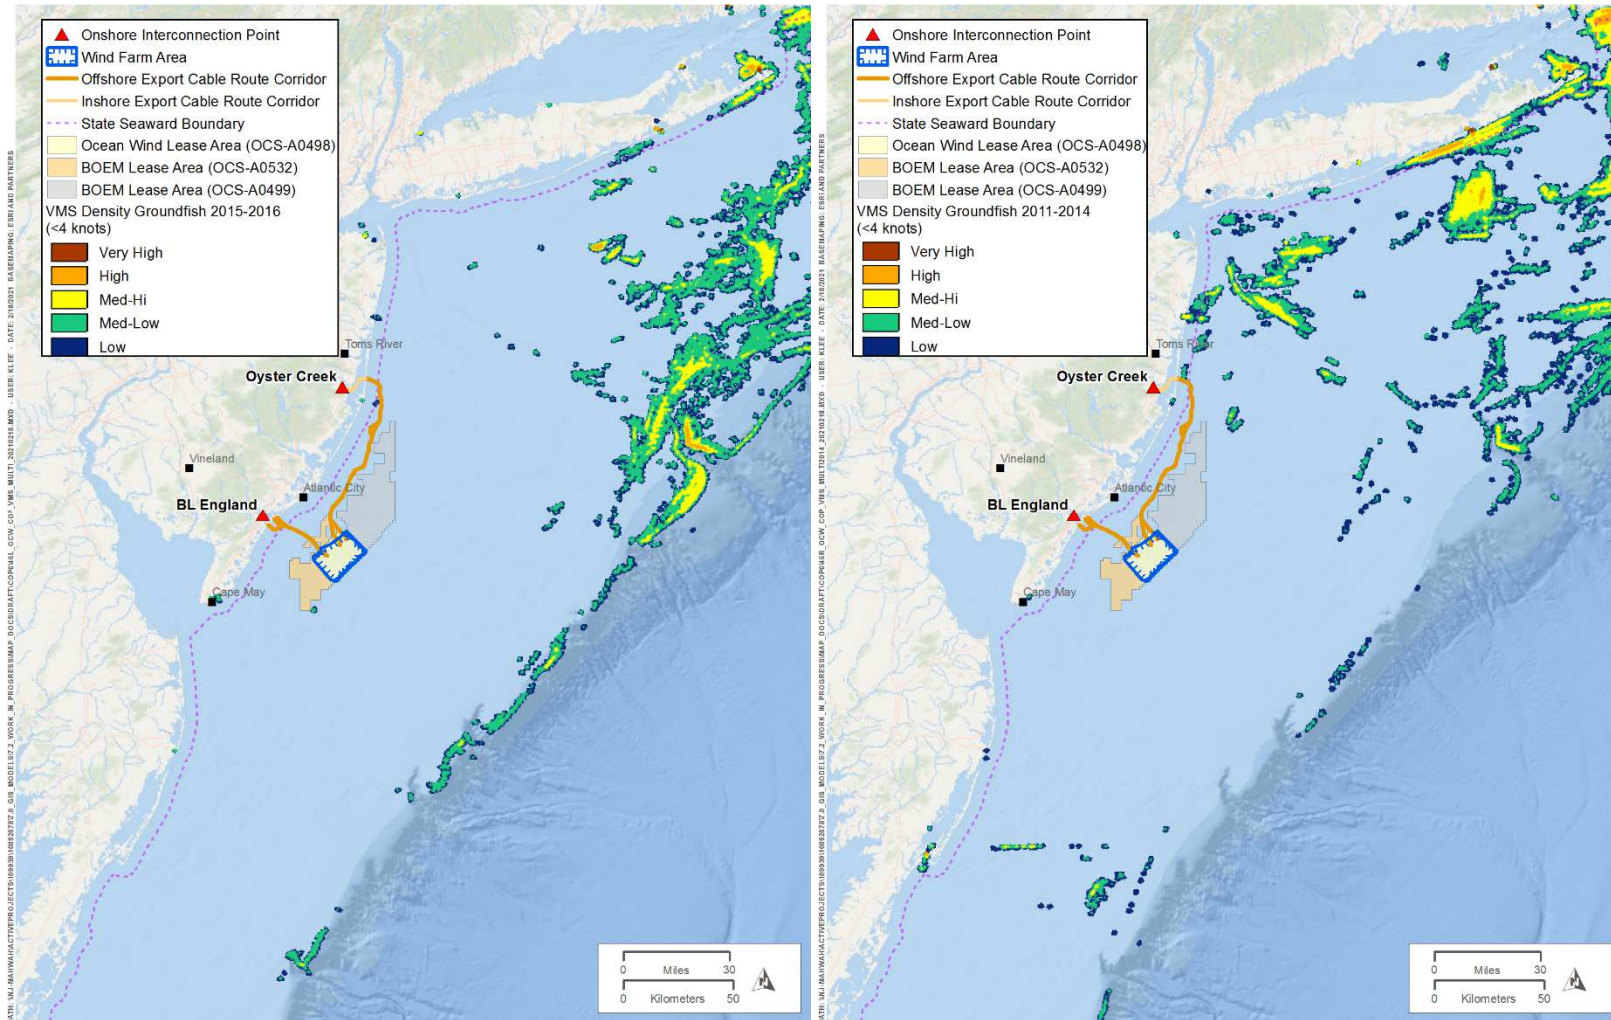 Onshore Interconnection Point
Wind Farm Area
Offshore Export Cable Route Corridor
Inshore Export Cable Route Corridor
State Seaward Boundary
Ocean Wind Lease Area (OCS-A0498)
BOEM Lease Area (OCS-A0532)
BOEM Lease Area (OCS-A0499)
VMS Density Groundfish 2015-2016
(<4 knots)
Very High
High
Med-Hi
Med-Low
Low
Toms River
Oyster Creek
Vineland
Atlantic City
BL England
Cape May
0 Miles 30
0 Kilometers 50
N
Onshore Interconnection Point
Wind Farm Area
Offshore Export Cable Route Corridor
Inshore Export Cable Route Corridor
State Seaward Boundary
Ocean Wind Lease Area (OCS-A0498)
BOEM Lease Area (OCS-A0532)
BOEM Lease Area (OCS-A0499)
VMS Density Groundfish 2011-2014
(<4 knots)
Very High
High
Med-Hi
Med-Low
Low
Toms River
Oyster Creek
Vineland
Atlantic City
BL England
Cape May
0 Miles 30
0 Kilometers 50
N